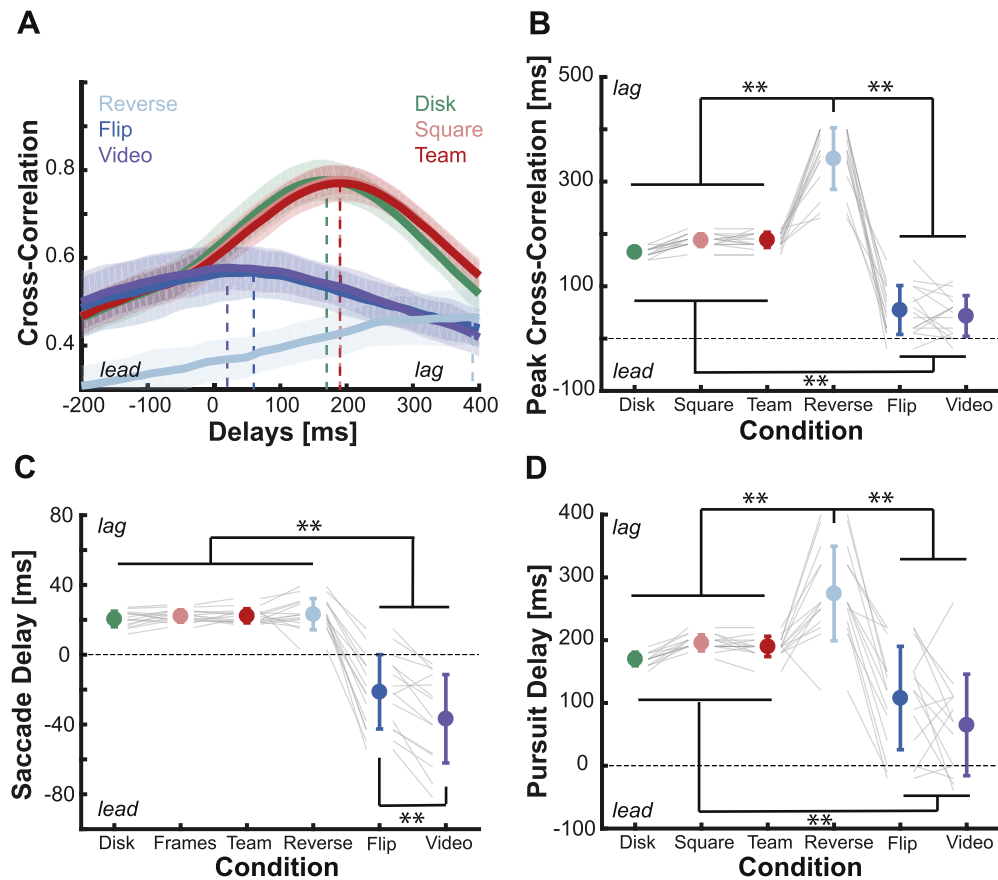 A
Cross-Correlation
Reverse
Flip
Video
Disk
Square
Team
0.8
0.6
0.4
lead
lag
-200
-100
0
100
200
300
400
Delays [ms]
B
Peak Cross-Correlation [ms]
500
300
100
-100
lag
**
**
**
lead
Disk
Square
Team
Reverse
Flip
Video
Condition
C
Saccade Delay [ms]
80
40
0
-40
-80
lag
**
**
lead
Disk
Frames
Team
Reverse
Flip
Video
Condition
D
Pursuit Delay [ms]
400
300
200
100
0
-100
lag
**
**
**
lead
Disk
Square
Team
Reverse
Flip
Video
Condition